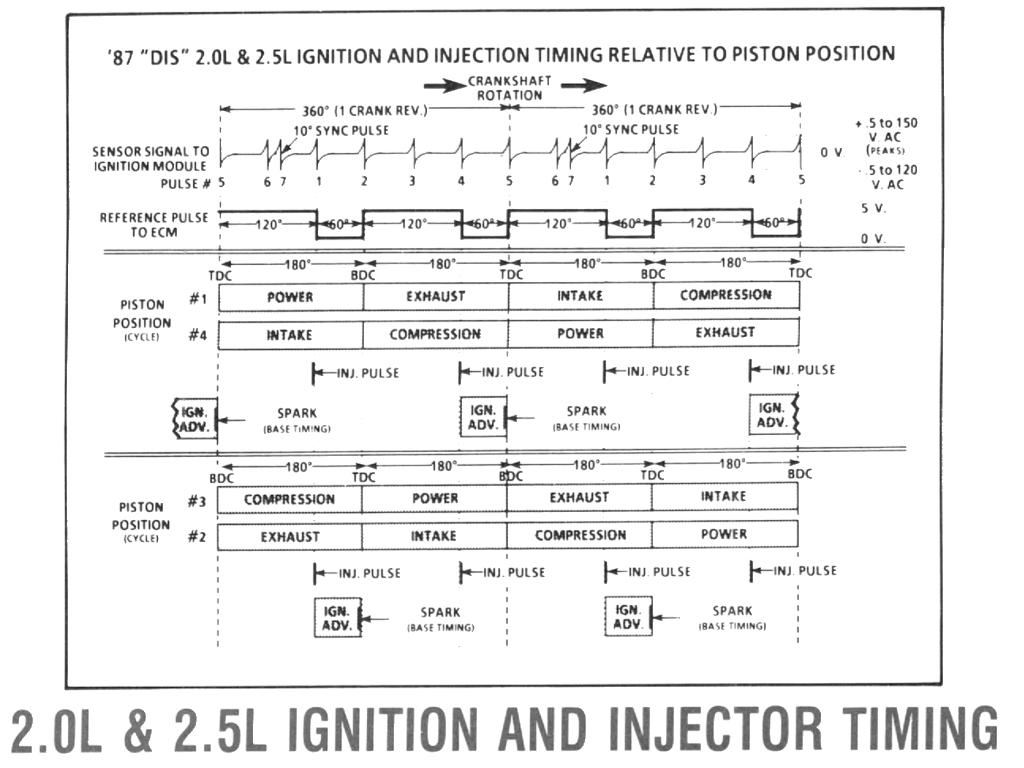 '87 "DIS" 2.0L & 2.5L IGNITION AND INJECTION TIMING RELATIVE TO PISTON POSITION
CRANKSHAFT
ROTATION
360° (1 CRANK REV.) 360° (1 CRANK REV.)
10° SYNC PULSE 10° SYNC PULSE
SENSOR SIGNAL TO
IGNITION MODULE
+ .5 to 150
V. AC
(PEAKS)
0 V.
- .5 to 120
V. AC
PULSE # 5 6 7 1 2 3 4 5 6 7 1 2 3 4 5
REFERENCE PULSE
TO ECM
5 V.
120° 60° 120° 60° 120° 60° 120° 60°
0 V.
180° 180° 180° 180°
TDC BDC TDC BDC TDC
PISTON
POSITION
(CYCLE)
#1 POWER EXHAUST INTAKE COMPRESSION
#4 INTAKE COMPRESSION POWER EXHAUST
INJ. PULSE INJ. PULSE INJ. PULSE INJ. PULSE
IGN.
ADV.
SPARK
(BASE TIMING)
IGN.
ADV.
SPARK
(BASE TIMING)
IGN.
ADV.
180° 180° 180° 180°
BDC TDC BDC TDC BDC
PISTON
POSITION
(CYCLE)
#3 COMPRESSION POWER EXHAUST INTAKE
#2 EXHAUST INTAKE COMPRESSION POWER
INJ. PULSE INJ. PULSE INJ. PULSE INJ. PULSE
IGN.
ADV.
SPARK
(BASE TIMING)
IGN.
ADV.
SPARK
(BASE TIMING)
2.0L & 2.5L IGNITION AND INJECTOR TIMING